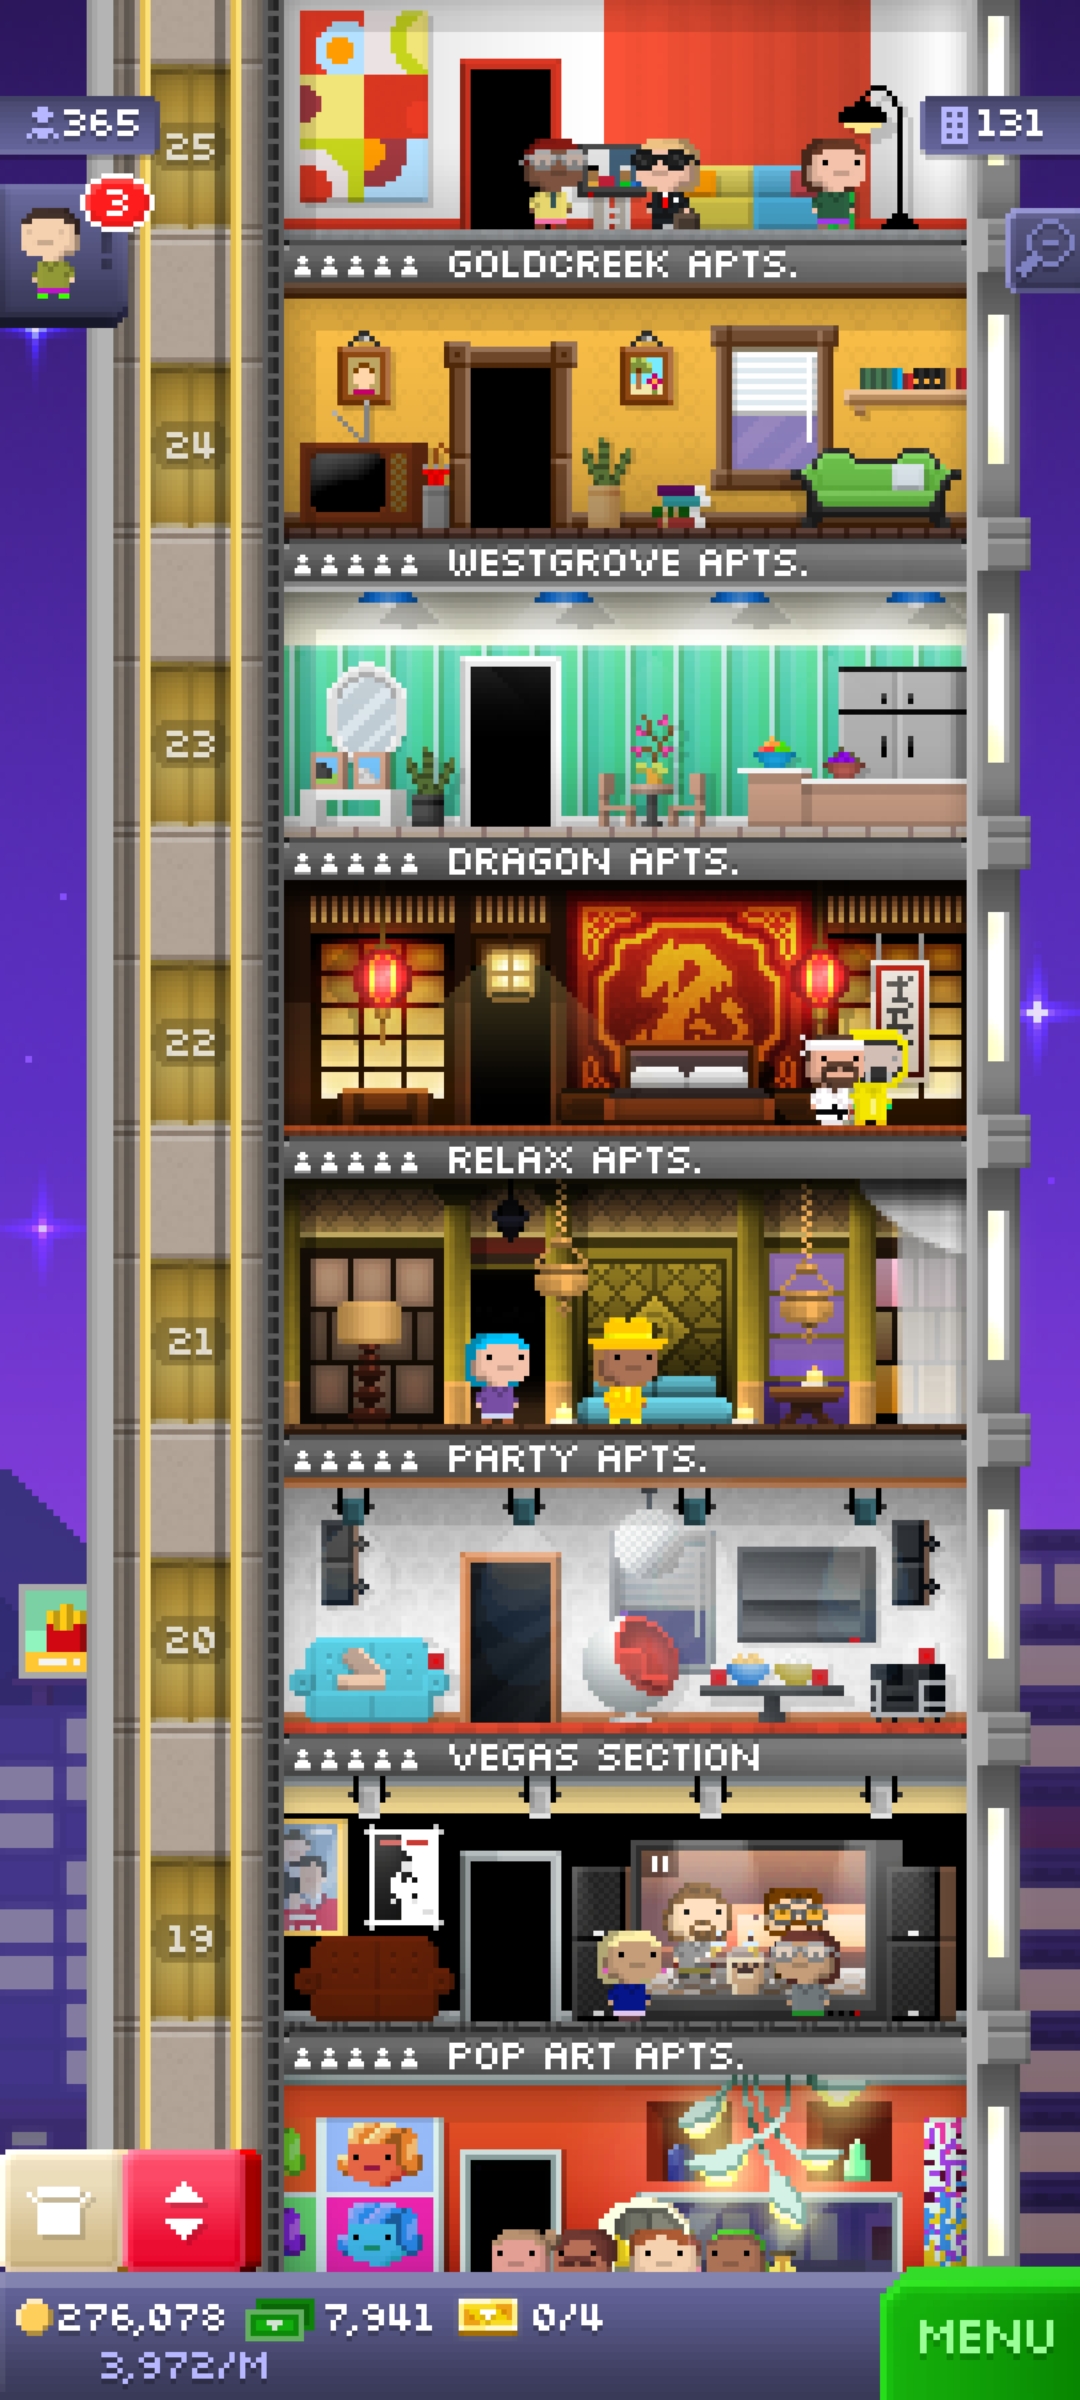 365
131
25
3
GOLDCREEK APTS.
24
WESTGROVE APTS.
23
DRAGON APTS.
22
RELAX APTS.
21
PARTY APTS.
20
VEGAS SECTION
19
POP ART APTS.
276,078 7,941 0/4
3,972/M
MENU